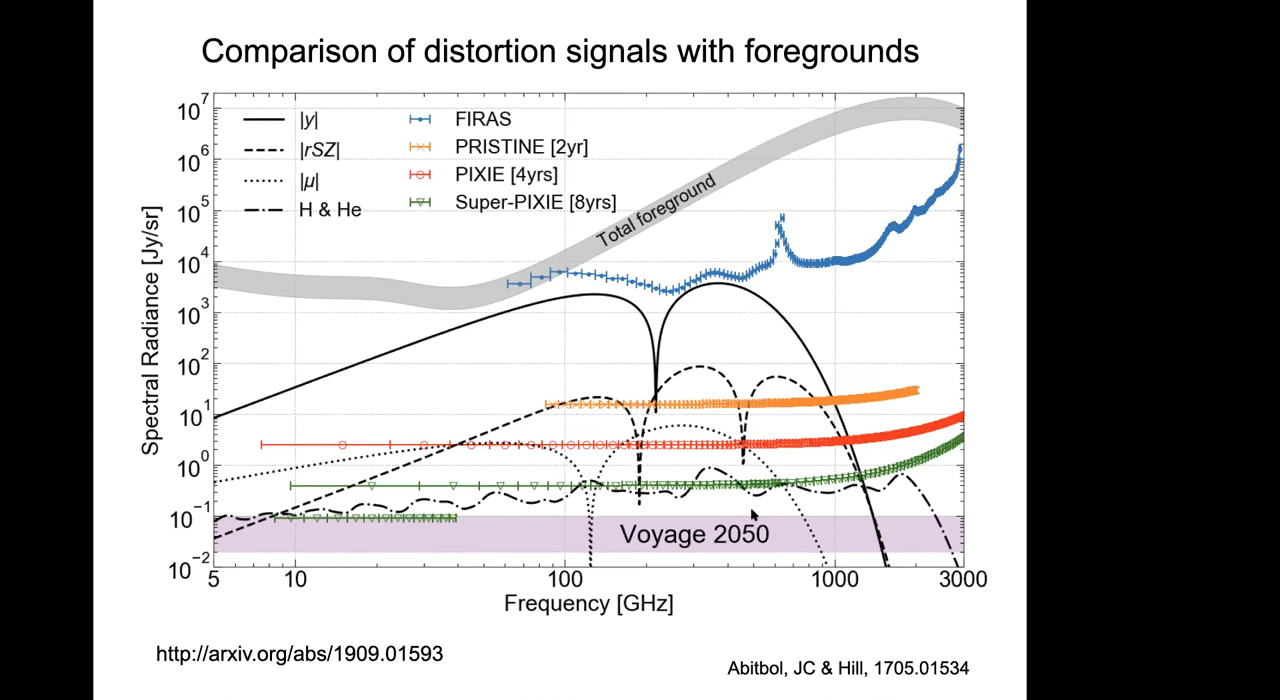 Comparison of distortion signals with foregrounds
|y|
|rSZ|
|μ|
H & He
FIRAS
PRISTINE [2yr]
PIXIE [4yrs]
Super-PIXIE [8yrs]
Total foreground
Voyage 2050
Spectral Radiance [Jy/sr]
10^7
10^6
10^5
10^4
10^3
10^2
10^1
10^0
10^−1
10^−2
5 10 100 1000 3000
Frequency [GHz]
http://arxiv.org/abs/1909.01593
Abitbol, JC & Hill, 1705.01534